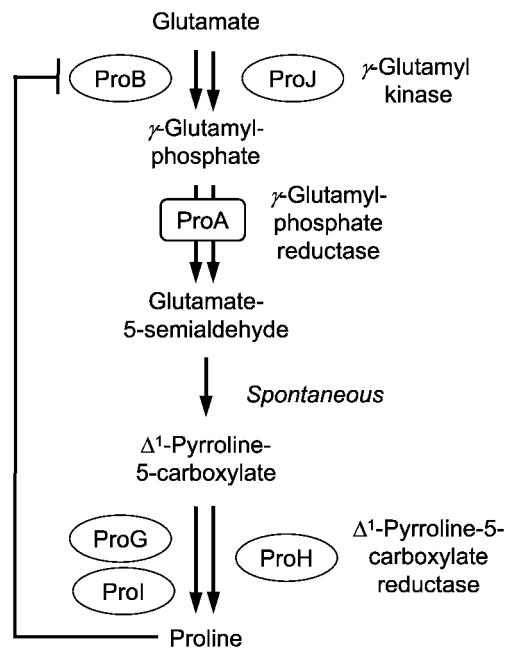 Glutamate
ProB
ProJ
γ-Glutamyl
kinase
γ-Glutamyl-
phosphate
ProA
γ-Glutamyl-
phosphate
reductase
Glutamate-
5-semialdehyde
Spontaneous
Δ¹-Pyrroline-
5-carboxylate
ProG
ProI
ProH
Δ¹-Pyrroline-5-
carboxylate
reductase
Proline